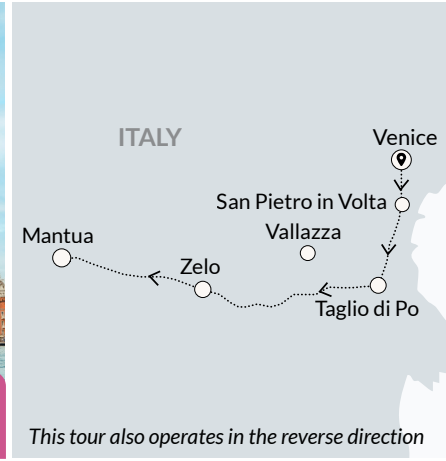 ITALY
Venice
San Pietro in Volta
Vallazza
Mantua
Zelo
Taglio di Po
This tour also operates in the reverse direction